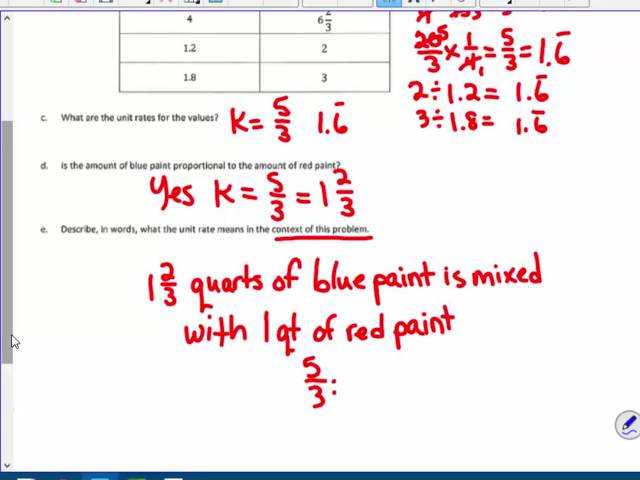 4 6 2/3
20 5/3 × 1/4 1 = 5/3 = 1.6̄
1.2 2
2 ÷ 1.2 = 1.6̄
1.8 3
3 ÷ 1.8 = 1.6̄
c. What are the unit rates for the values? K = 5/3 1.6̄
d. is the amount of blue paint proportional to the amount of red paint?
Yes K = 5/3 = 1 2/3
e. Describe, in words, what the unit rate means in the context of this problem.
1 2/3 quarts of blue paint is mixed
with 1 qt of red paint
5/3 :